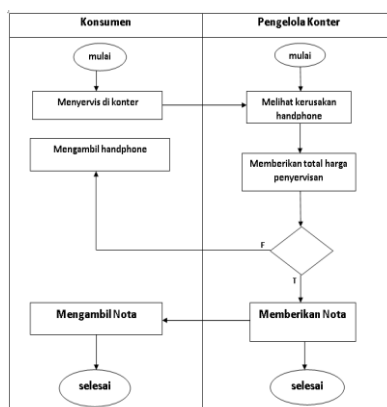 Konsumen
Pengelola Konter
mulai
mulai
Menyervis di konter
Melihat kerusakan
handphone
Mengambil handphone
Memberikan total harga
penyervisan
F
T
Mengambil Nota
Memberikan Nota
selesai
selesai